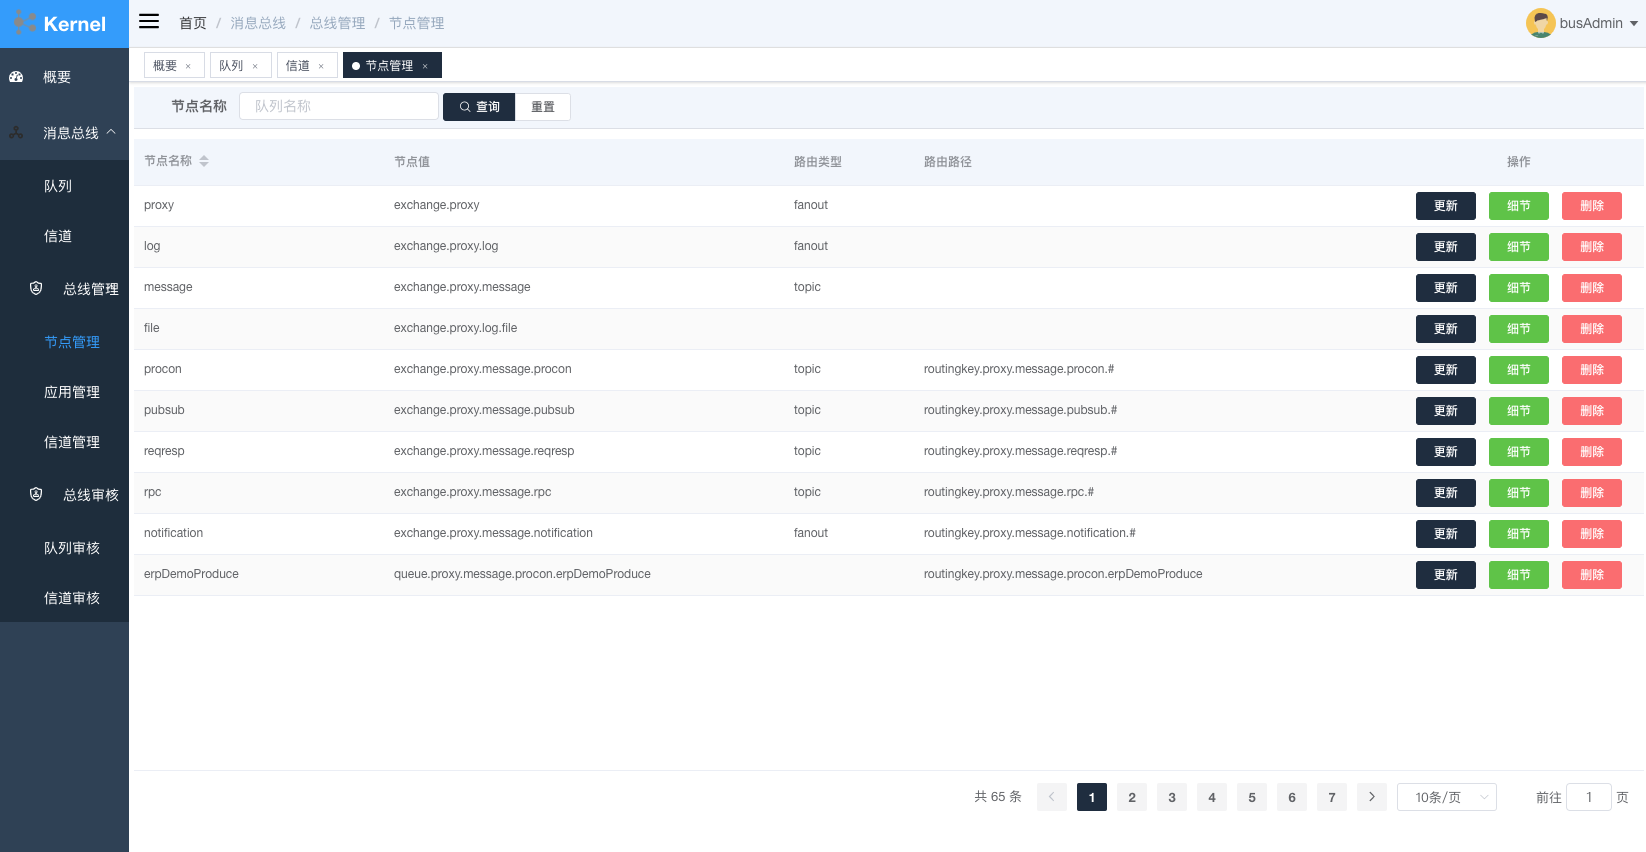 Kernel
首页 / 消息总线 / 总线管理 / 节点管理
busAdmin
概要 × 队列 × 信道 × 节点管理 ×
概要
消息总线
队列
信道
总线管理
节点管理
应用管理
信道管理
总线审核
队列审核
信道审核
节点名称 队列名称 查询 重置
节点名称 节点值 路由类型 路由路径 操作
proxy exchange.proxy fanout 更新 细节 删除
log exchange.proxy.log fanout 更新 细节 删除
message exchange.proxy.message topic 更新 细节 删除
file exchange.proxy.log.file 更新 细节 删除
procon exchange.proxy.message.procon topic routingkey.proxy.message.procon.# 更新 细节 删除
pubsub exchange.proxy.message.pubsub topic routingkey.proxy.message.pubsub.# 更新 细节 删除
reqresp exchange.proxy.message.reqresp topic routingkey.proxy.message.reqresp.# 更新 细节 删除
rpc exchange.proxy.message.rpc topic routingkey.proxy.message.rpc.# 更新 细节 删除
notification exchange.proxy.message.notification fanout routingkey.proxy.message.notification.# 更新 细节 删除
erpDemoProduce queue.proxy.message.procon.erpDemoProduce routingkey.proxy.message.procon.erpDemoProduce 更新 细节 删除
共 65 条 1 2 3 4 5 6 7 10条/页 前往 1 页